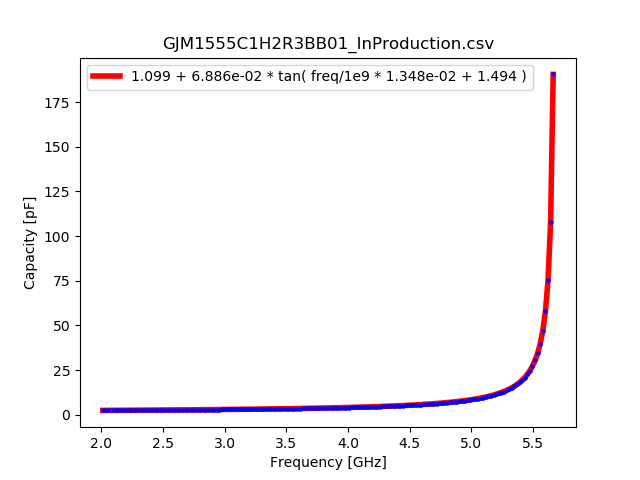 GJM1555C1H2R3BB01_InProduction.csv
1.099 + 6.886e-02 * tan( freq/1e9 * 1.348e-02 + 1.494 )
175
150
125
100
75
50
25
0
Capacity [pF]
2.0 2.5 3.0 3.5 4.0 4.5 5.0 5.5
Frequency [GHz]